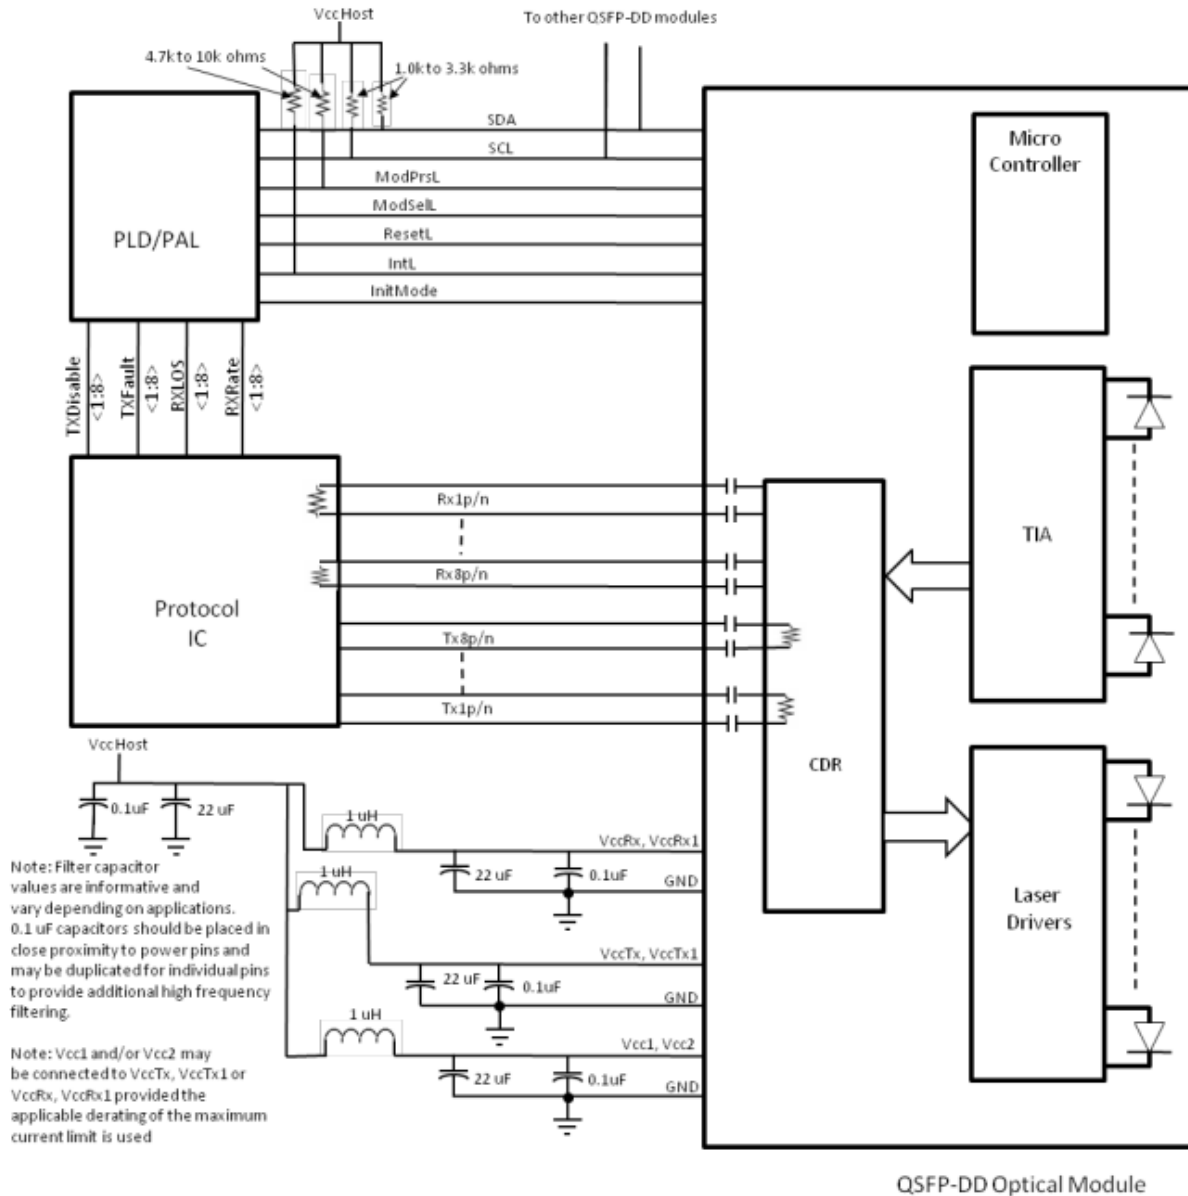 Vcc Host
To other QSFP-DD modules
4.7k to 10k ohms
1.0k to 3.3k ohms
SDA
SCL
ModPrsL
ModSelL
ResetL
IntL
InitMode
PLD/PAL
Micro
Controller
TXDisable
<1:8>
TXFault
<1:8>
RXLOS
<1:8>
RXRate
<1:8>
Rx1p/n
Rx8p/n
Tx8p/n
Tx1p/n
Protocol
IC
TIA
CDR
Laser
Drivers
Vcc Host
0.1uF
22 uF
1 uH
VccRx, VccRx1
22 uF
0.1uF
GND
1 uH
VccTx, VccTx1
22 uF
0.1uF
GND
1 uH
Vcc1, Vcc2
22 uF
0.1uF
GND
Note: Filter capacitor
values are informative and
vary depending on applications.
0.1 uF capacitors should be placed in
close proximity to power pins and
may be duplicated for individual pins
to provide additional high frequency
filtering.
Note: Vcc1 and/or Vcc2 may
be connected to VccTx, VccTx1 or
VccRx, VccRx1 provided the
applicable derating of the maximum
current limit is used
QSFP-DD Optical Module